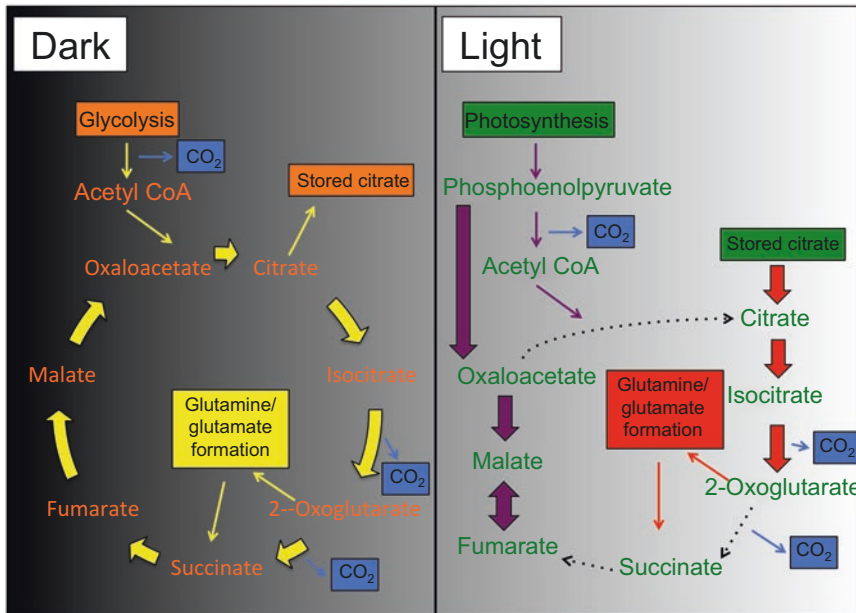 Dark
Glycolysis
CO₂
Acetyl CoA
Stored citrate
Oxaloacetate
Citrate
Malate
Isocitrate
Glutamine/
glutamate
formation
CO₂
Fumarate
2--Oxoglutarate
Succinate
CO₂
Light
Photosynthesis
Phosphoenolpyruvate
CO₂
Stored citrate
Acetyl CoA
Citrate
Oxaloacetate
Glutamine/
glutamate
formation
Isocitrate
Malate
CO₂
2-Oxoglutarate
Fumarate
CO₂
Succinate